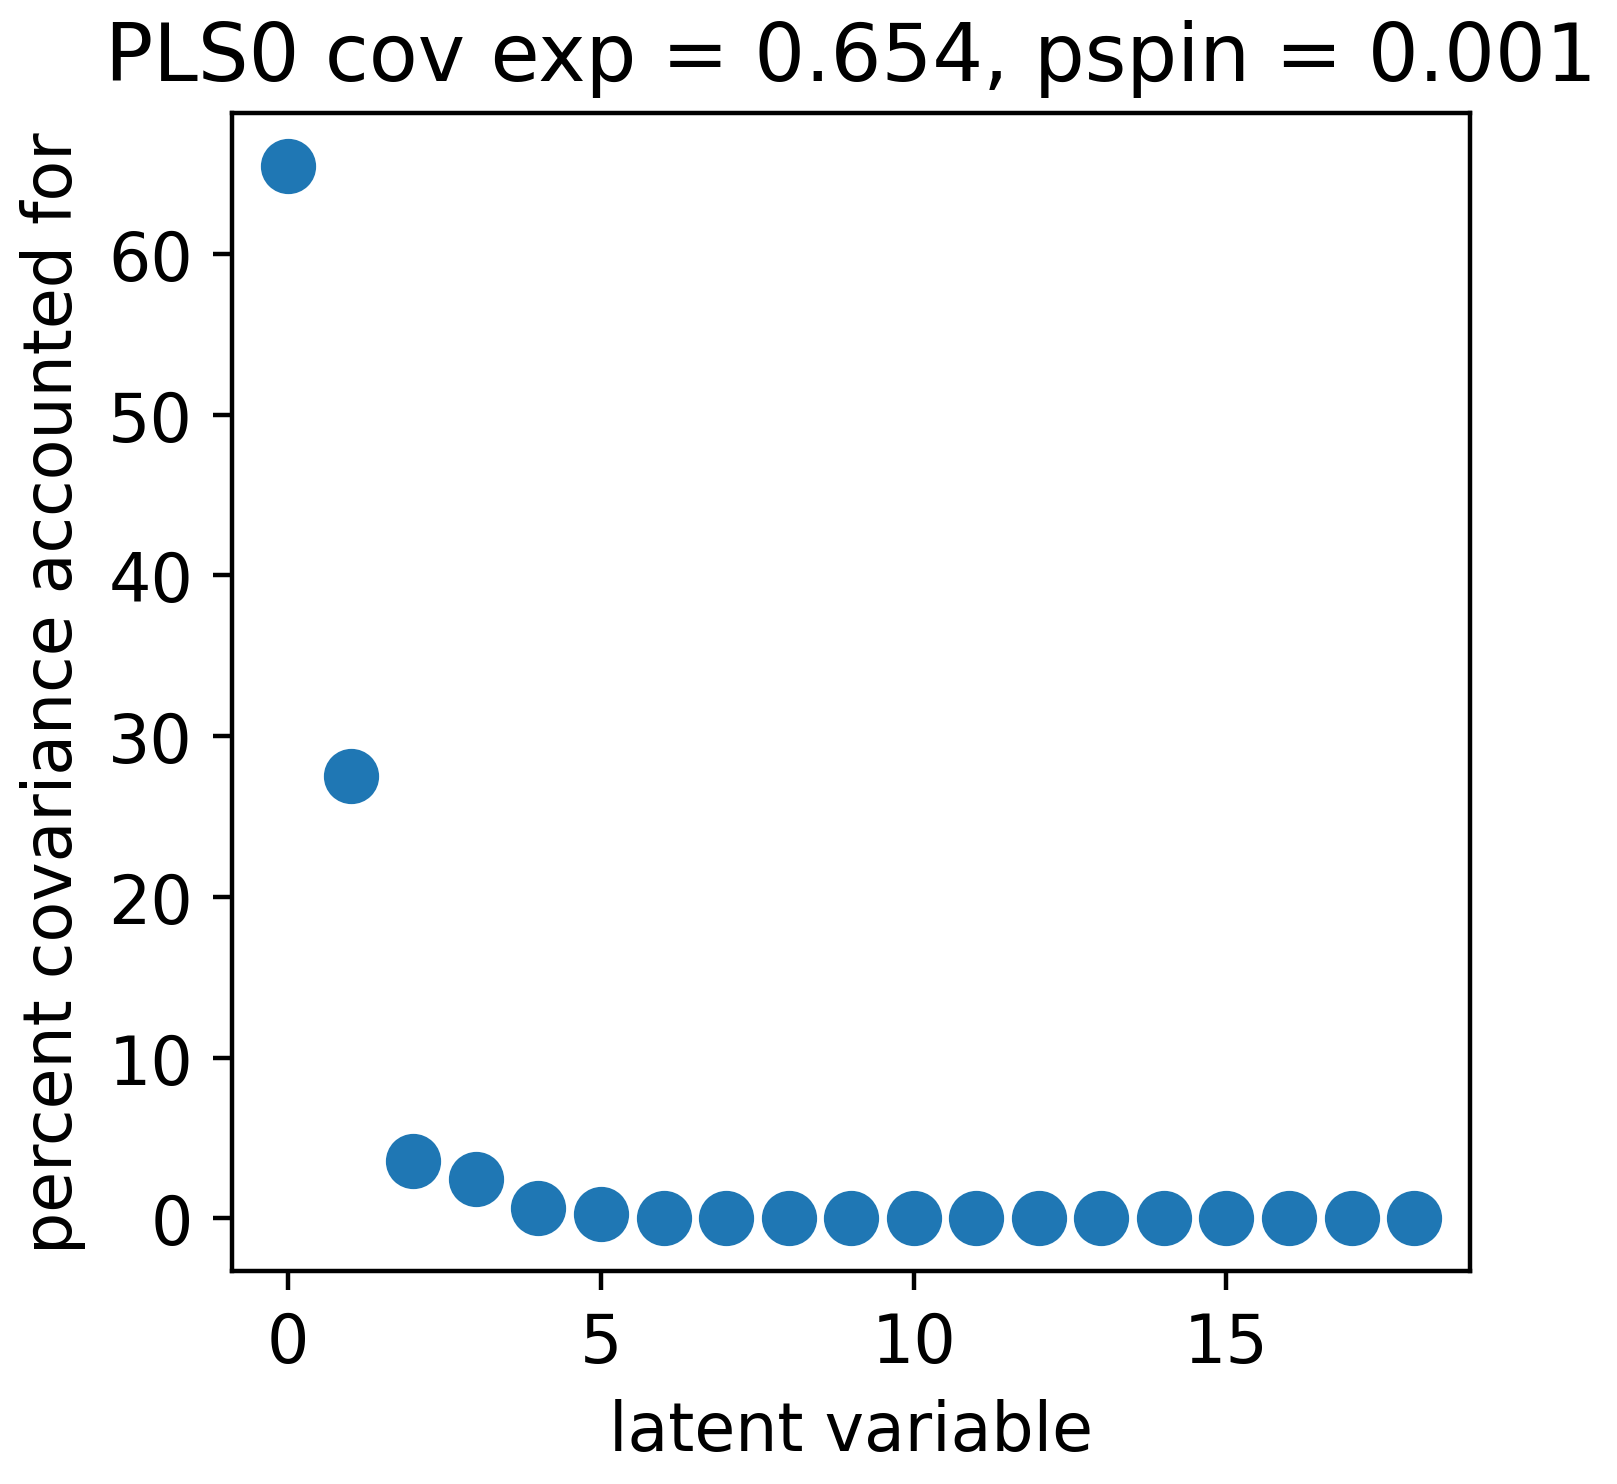 PLS0 cov exp = 0.654, pspin = 0.001
percent covariance accounted for
60
50
40
30
20
10
0
0 5 10 15
latent variable